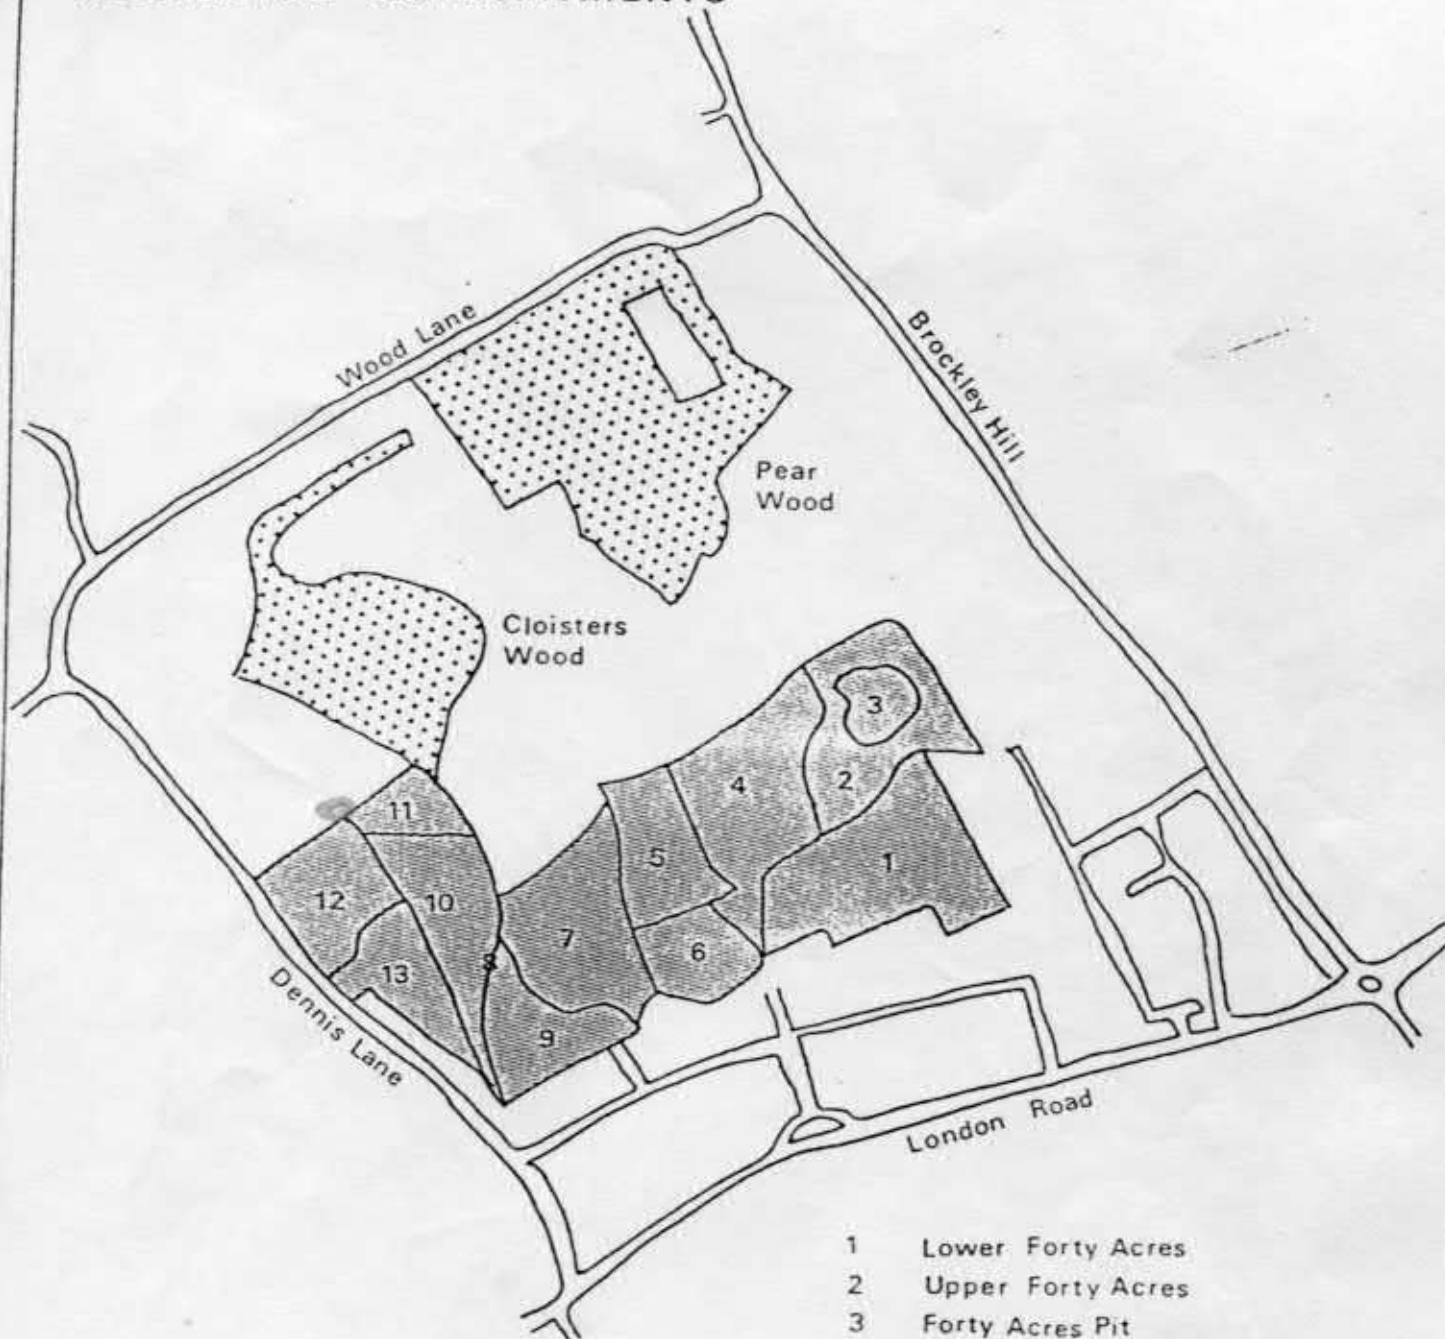 Wood Lane
Brockley Hill
Pear
Wood
Cloisters
Wood
3
4
2
11
5
1
12
10
7
6
8
13
9
Dennis Lane
London Road
1 Lower Forty Acres
2 Upper Forty Acres
3 Forty Acres Pit